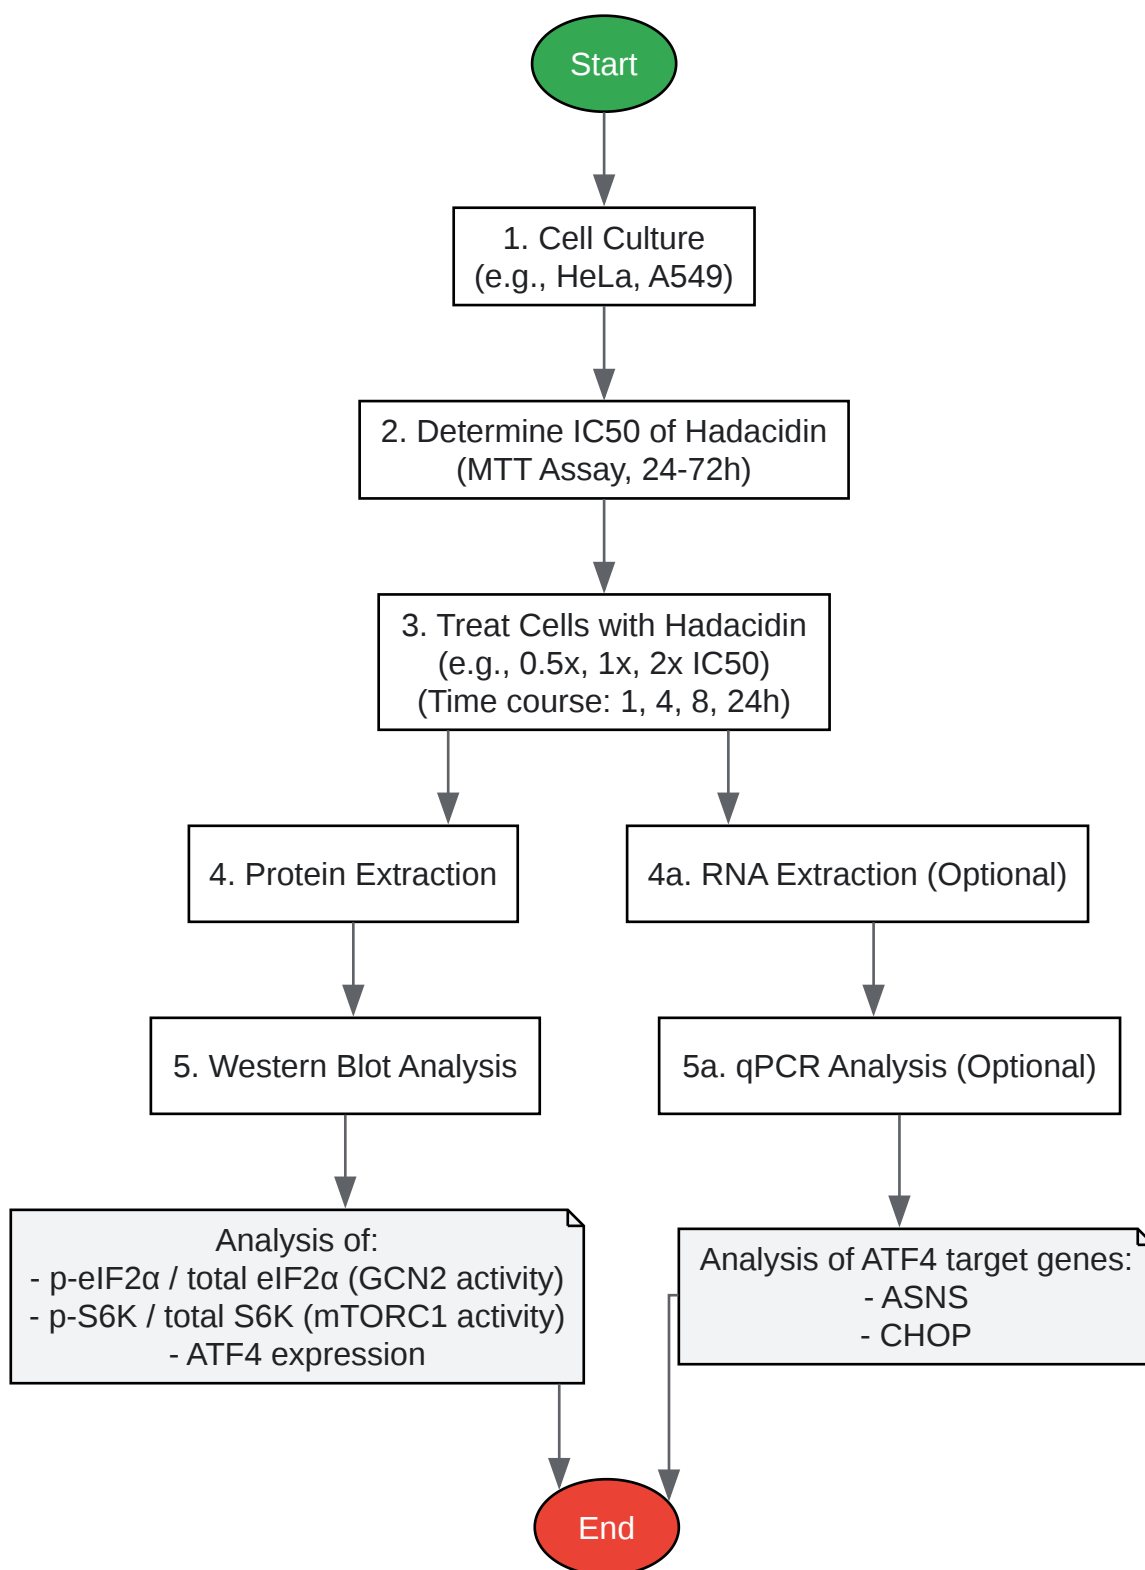 Start
1. Cell Culture
(e.g., HeLa, A549)
2. Determine IC50 of Hadacidin
(MTT Assay, 24-72h)
3. Treat Cells with Hadacidin
(e.g., 0.5x, 1x, 2x IC50)
(Time course: 1, 4, 8, 24h)
4. Protein Extraction
4a. RNA Extraction (Optional)
5. Western Blot Analysis
5a. qPCR Analysis (Optional)
Analysis of:
- p-eIF2α / total eIF2α (GCN2 activity)
- p-S6K / total S6K (mTORC1 activity)
- ATF4 expression
Analysis of ATF4 target genes:
- ASNS
- CHOP
End